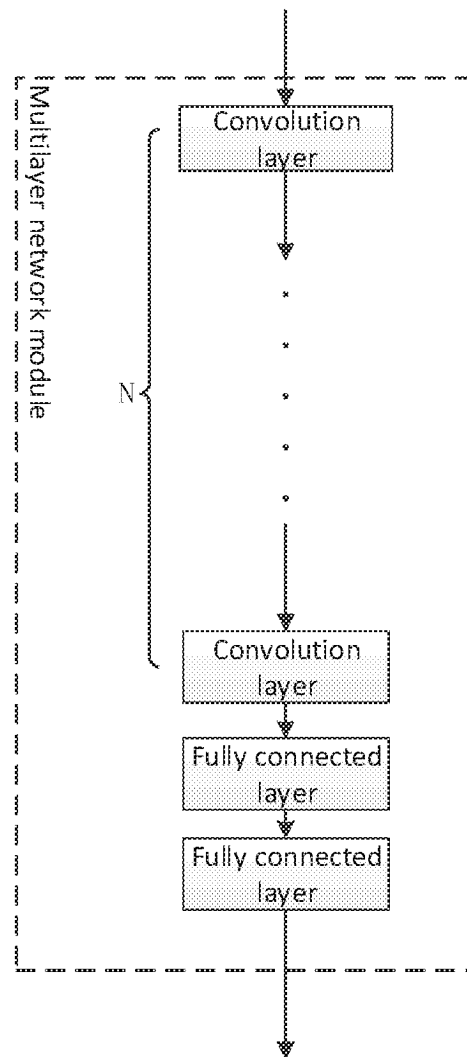 Multilayer network module
Convolution
layer
N
Convolution
layer
Fully connected
layer
Fully connected
layer